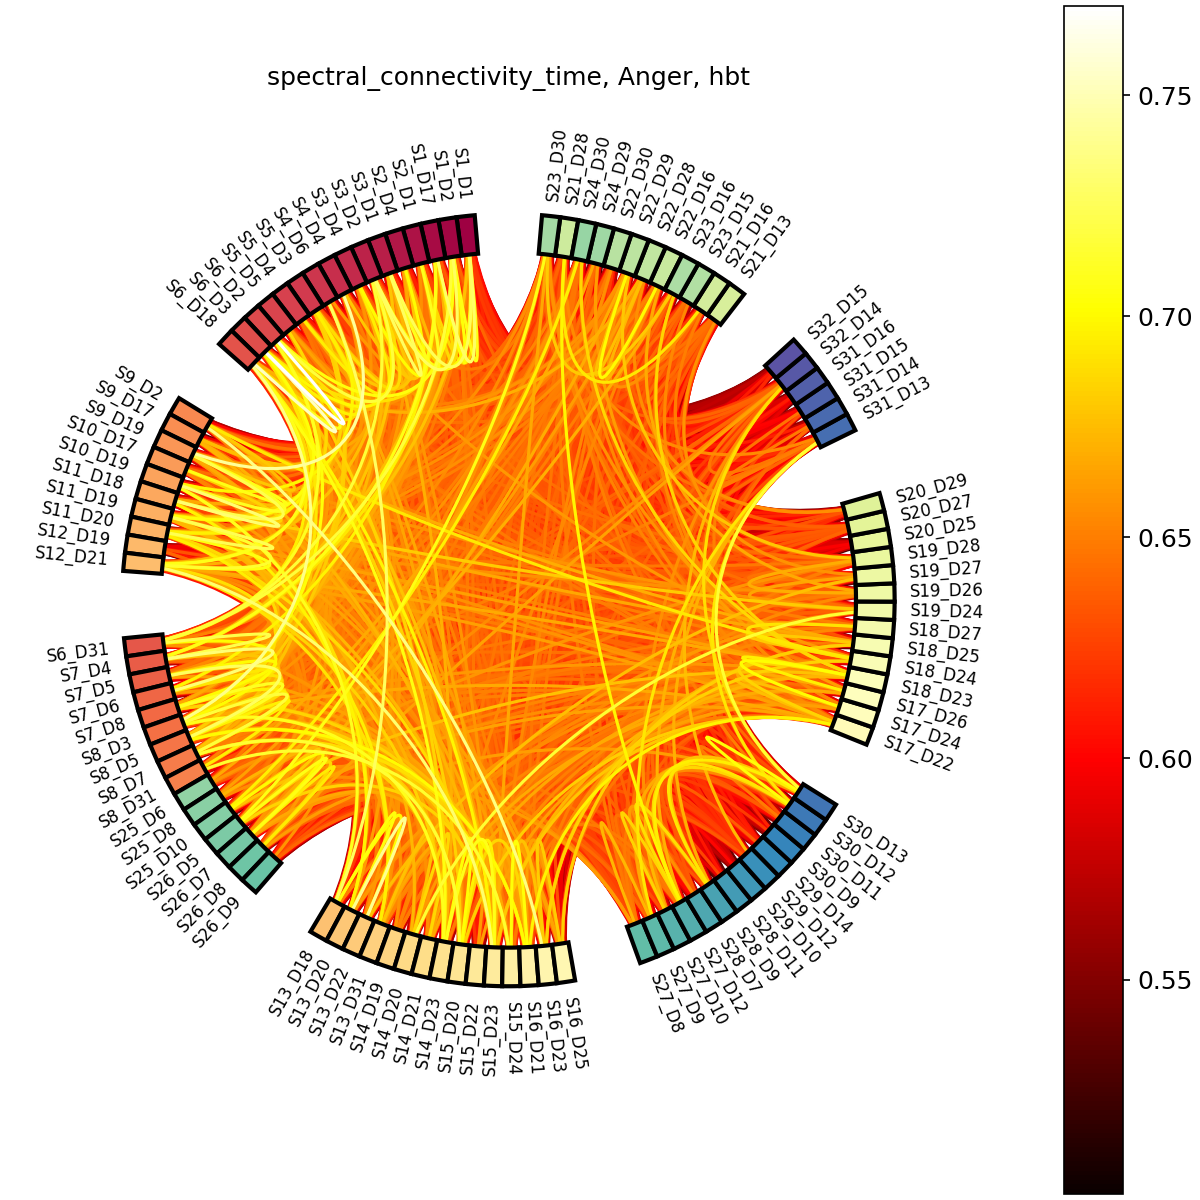 spectral_connectivity_time, Anger, hbt
S1_D1
S1_D2
S1_D17
S2_D1
S2_D4
S3_D1
S3_D2
S3_D4
S4_D4
S4_D6
S5_D3
S5_D4
S5_D5
S6_D2
S6_D3
S6_D18
S9_D2
S9_D17
S9_D19
S10_D17
S10_D19
S11_D18
S11_D19
S11_D20
S12_D19
S12_D21
S6_D31
S7_D4
S7_D5
S7_D6
S7_D8
S8_D3
S8_D5
S8_D7
S8_D31
S25_D6
S25_D8
S25_D10
S26_D5
S26_D7
S26_D8
S26_D9
S13_D18
S13_D20
S13_D22
S13_D31
S14_D19
S14_D20
S14_D21
S14_D23
S15_D20
S15_D22
S15_D23
S15_D24
S16_D21
S16_D23
S16_D25
S27_D8
S27_D9
S27_D10
S27_D12
S28_D7
S28_D9
S28_D11
S29_D10
S29_D12
S29_D14
S30_D9
S30_D11
S30_D12
S30_D13
S17_D22
S17_D24
S17_D26
S18_D23
S18_D24
S18_D25
S18_D27
S19_D24
S19_D26
S19_D27
S19_D28
S20_D25
S20_D27
S20_D29
S31_D13
S31_D14
S31_D15
S31_D16
S32_D14
S32_D15
S21_D13
S21_D16
S23_D15
S23_D16
S22_D16
S22_D28
S22_D29
S22_D30
S24_D29
S24_D30
S21_D28
S23_D30
0.75
0.70
0.65
0.60
0.55